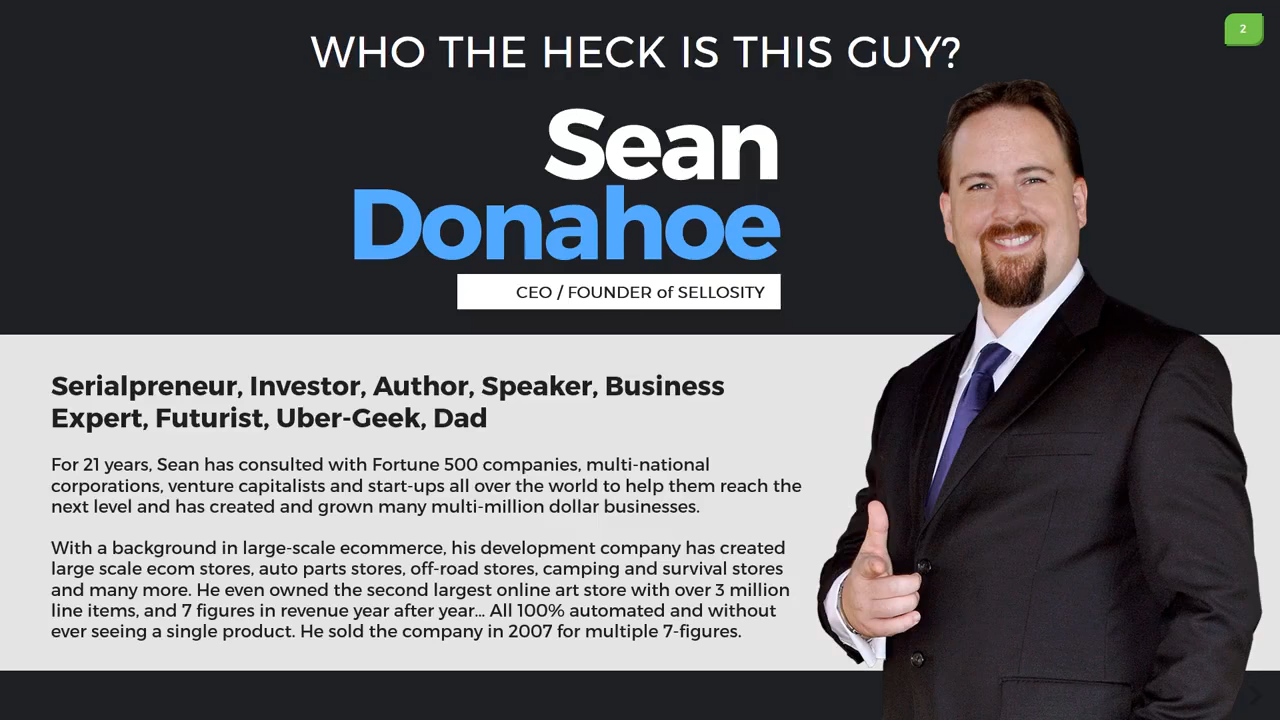 2
WHO THE HECK IS THIS GUY?
Sean
Donahoe
CEO / FOUNDER of SELLOSITY
Serialpreneur, Investor, Author, Speaker, Business
Expert, Futurist, Uber-Geek, Dad
For 21 years, Sean has consulted with Fortune 500 companies, multi-national
corporations, venture capitalists and start-ups all over the world to help them reach the
next level and has created and grown many multi-million dollar businesses.
With a background in large-scale ecommerce, his development company has created
large scale ecom stores, auto parts stores, off-road stores, camping and survival stores
and many more. He even owned the second largest online art store with over 3 million
line items, and 7 figures in revenue year after year... All 100% automated and without
ever seeing a single product. He sold the company in 2007 for multiple 7-figures.